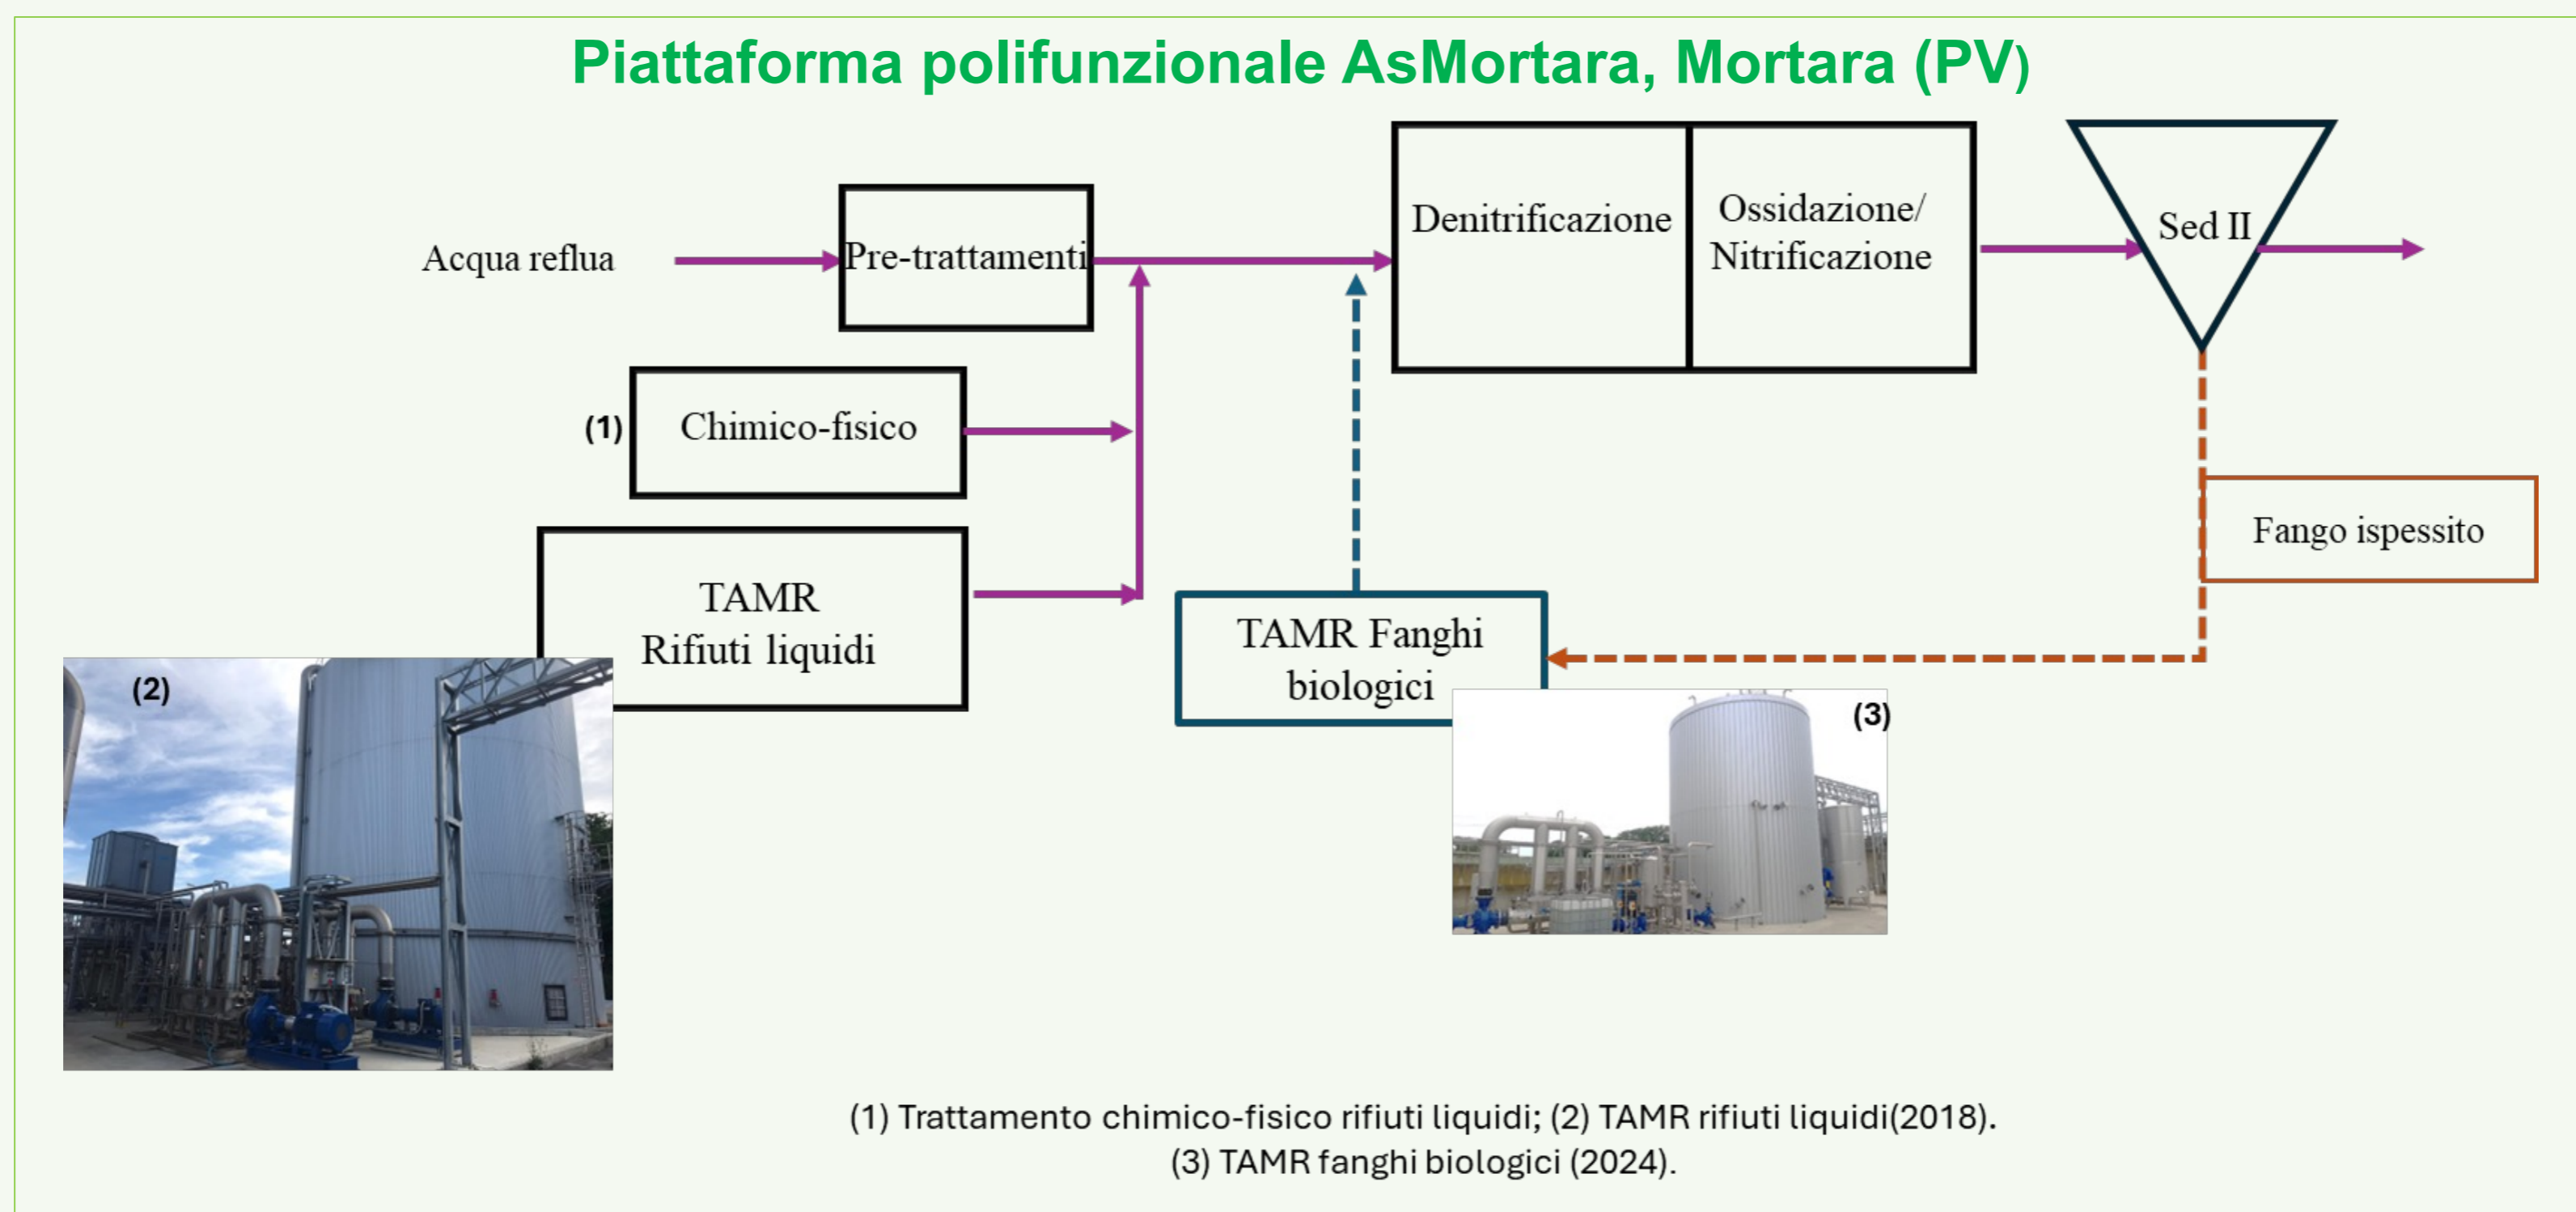 Piattaforma polifunzionale AsMortara, Mortara (PV)
Acqua reflua
Pre-trattamenti
Denitrificazione
Ossidazione/
Nitrificazione
Sed II
(1)
Chimico-fisico
TAMR
Rifiuti liquidi
(2)
TAMR Fanghi
biologici
(3)
Fango ispessito
(1) Trattamento chimico-fisico rifiuti liquidi; (2) TAMR rifiuti liquidi(2018).
(3) TAMR fanghi biologici (2024).